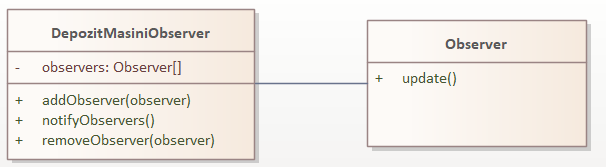 DepozitMasiniObserver
- observers: Observer[]
+ addObserver(observer)
+ notifyObservers()
+ removeObserver(observer)
Observer
+ update()